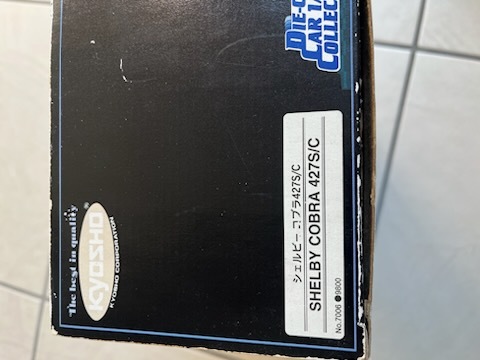 DIE-C
CAR 1/
COLLEC
シェルビー コブラ427S/C
SHELBY COBRA 427S/C
No.7006 ●9800
The best in quality
KYOSHO
KYOSHO CORPORATION